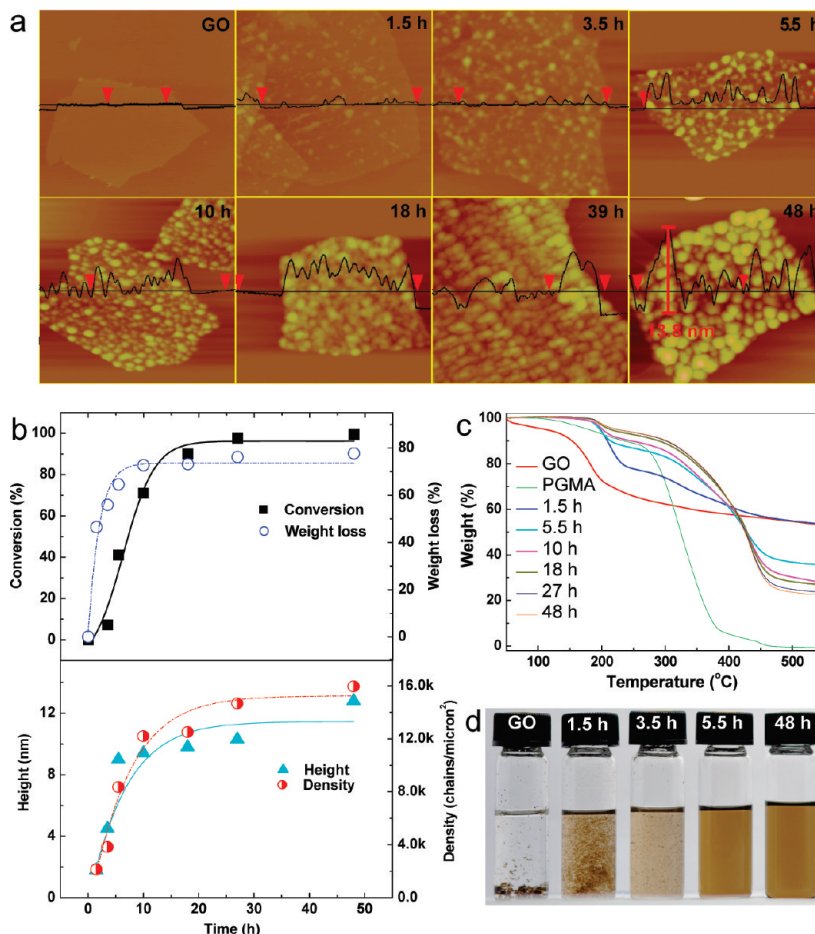 a
GO
1.5 h
3.5 h
5.5 h
10 h
18 h
39 h
48 h
13.8 nm
b
100
80
60
40
20
0
Conversion (%)
80
60
40
20
0
Weight loss (%)
Conversion
Weight loss
12
8
4
0
Height (nm)
16.0k
12.0k
8.0k
4.0k
0.0
Density (chains/micron²)
Height
Density
0 10 20 30 40 50
Time (h)
c
100
80
60
40
20
0
Weight (%)
GO
PGMA
1.5 h
5.5 h
10 h
18 h
27 h
48 h
100 200 300 400 500
Temperature (°C)
d
GO
1.5 h
3.5 h
5.5 h
48 h